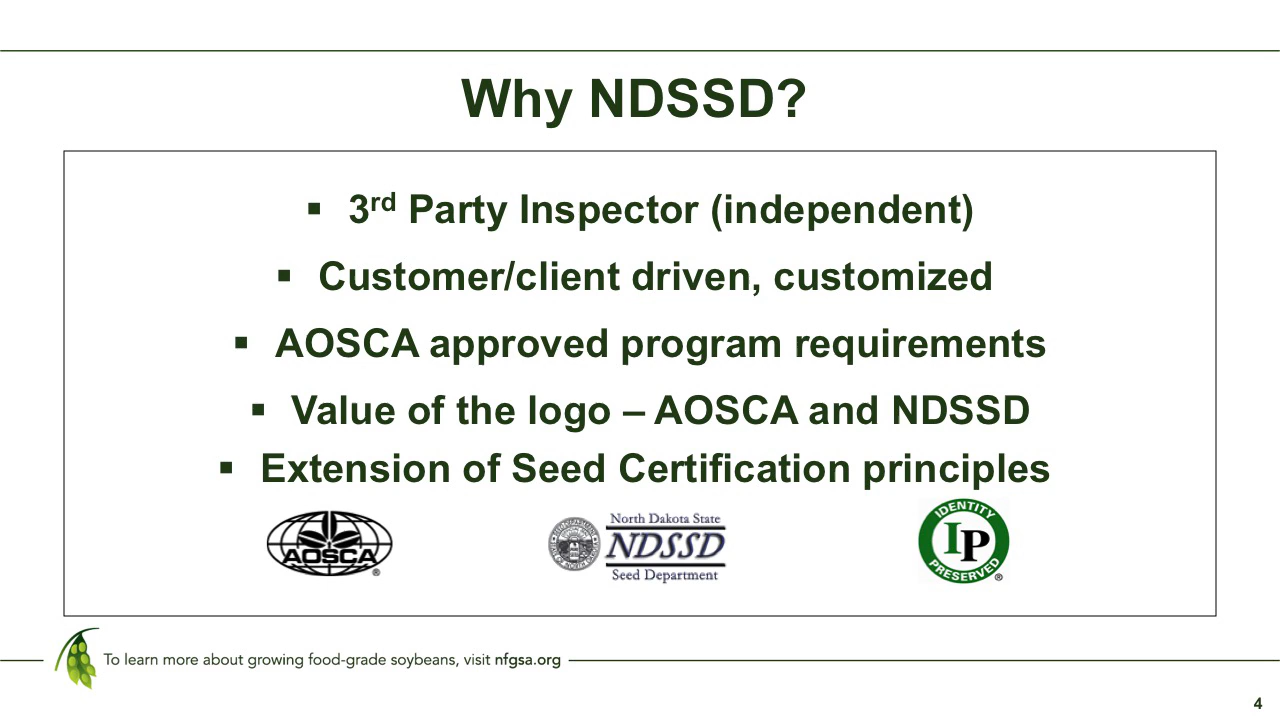 Why NDSSD?
▪ 3rd Party Inspector (independent)
▪ Customer/client driven, customized
▪ AOSCA approved program requirements
▪ Value of the logo – AOSCA and NDSSD
▪ Extension of Seed Certification principles
AOSCA®
North Dakota State
NDSSD
Seed Department
IDENTITY
IP
PRESERVED®
To learn more about growing food-grade soybeans, visit nfgsa.org
4